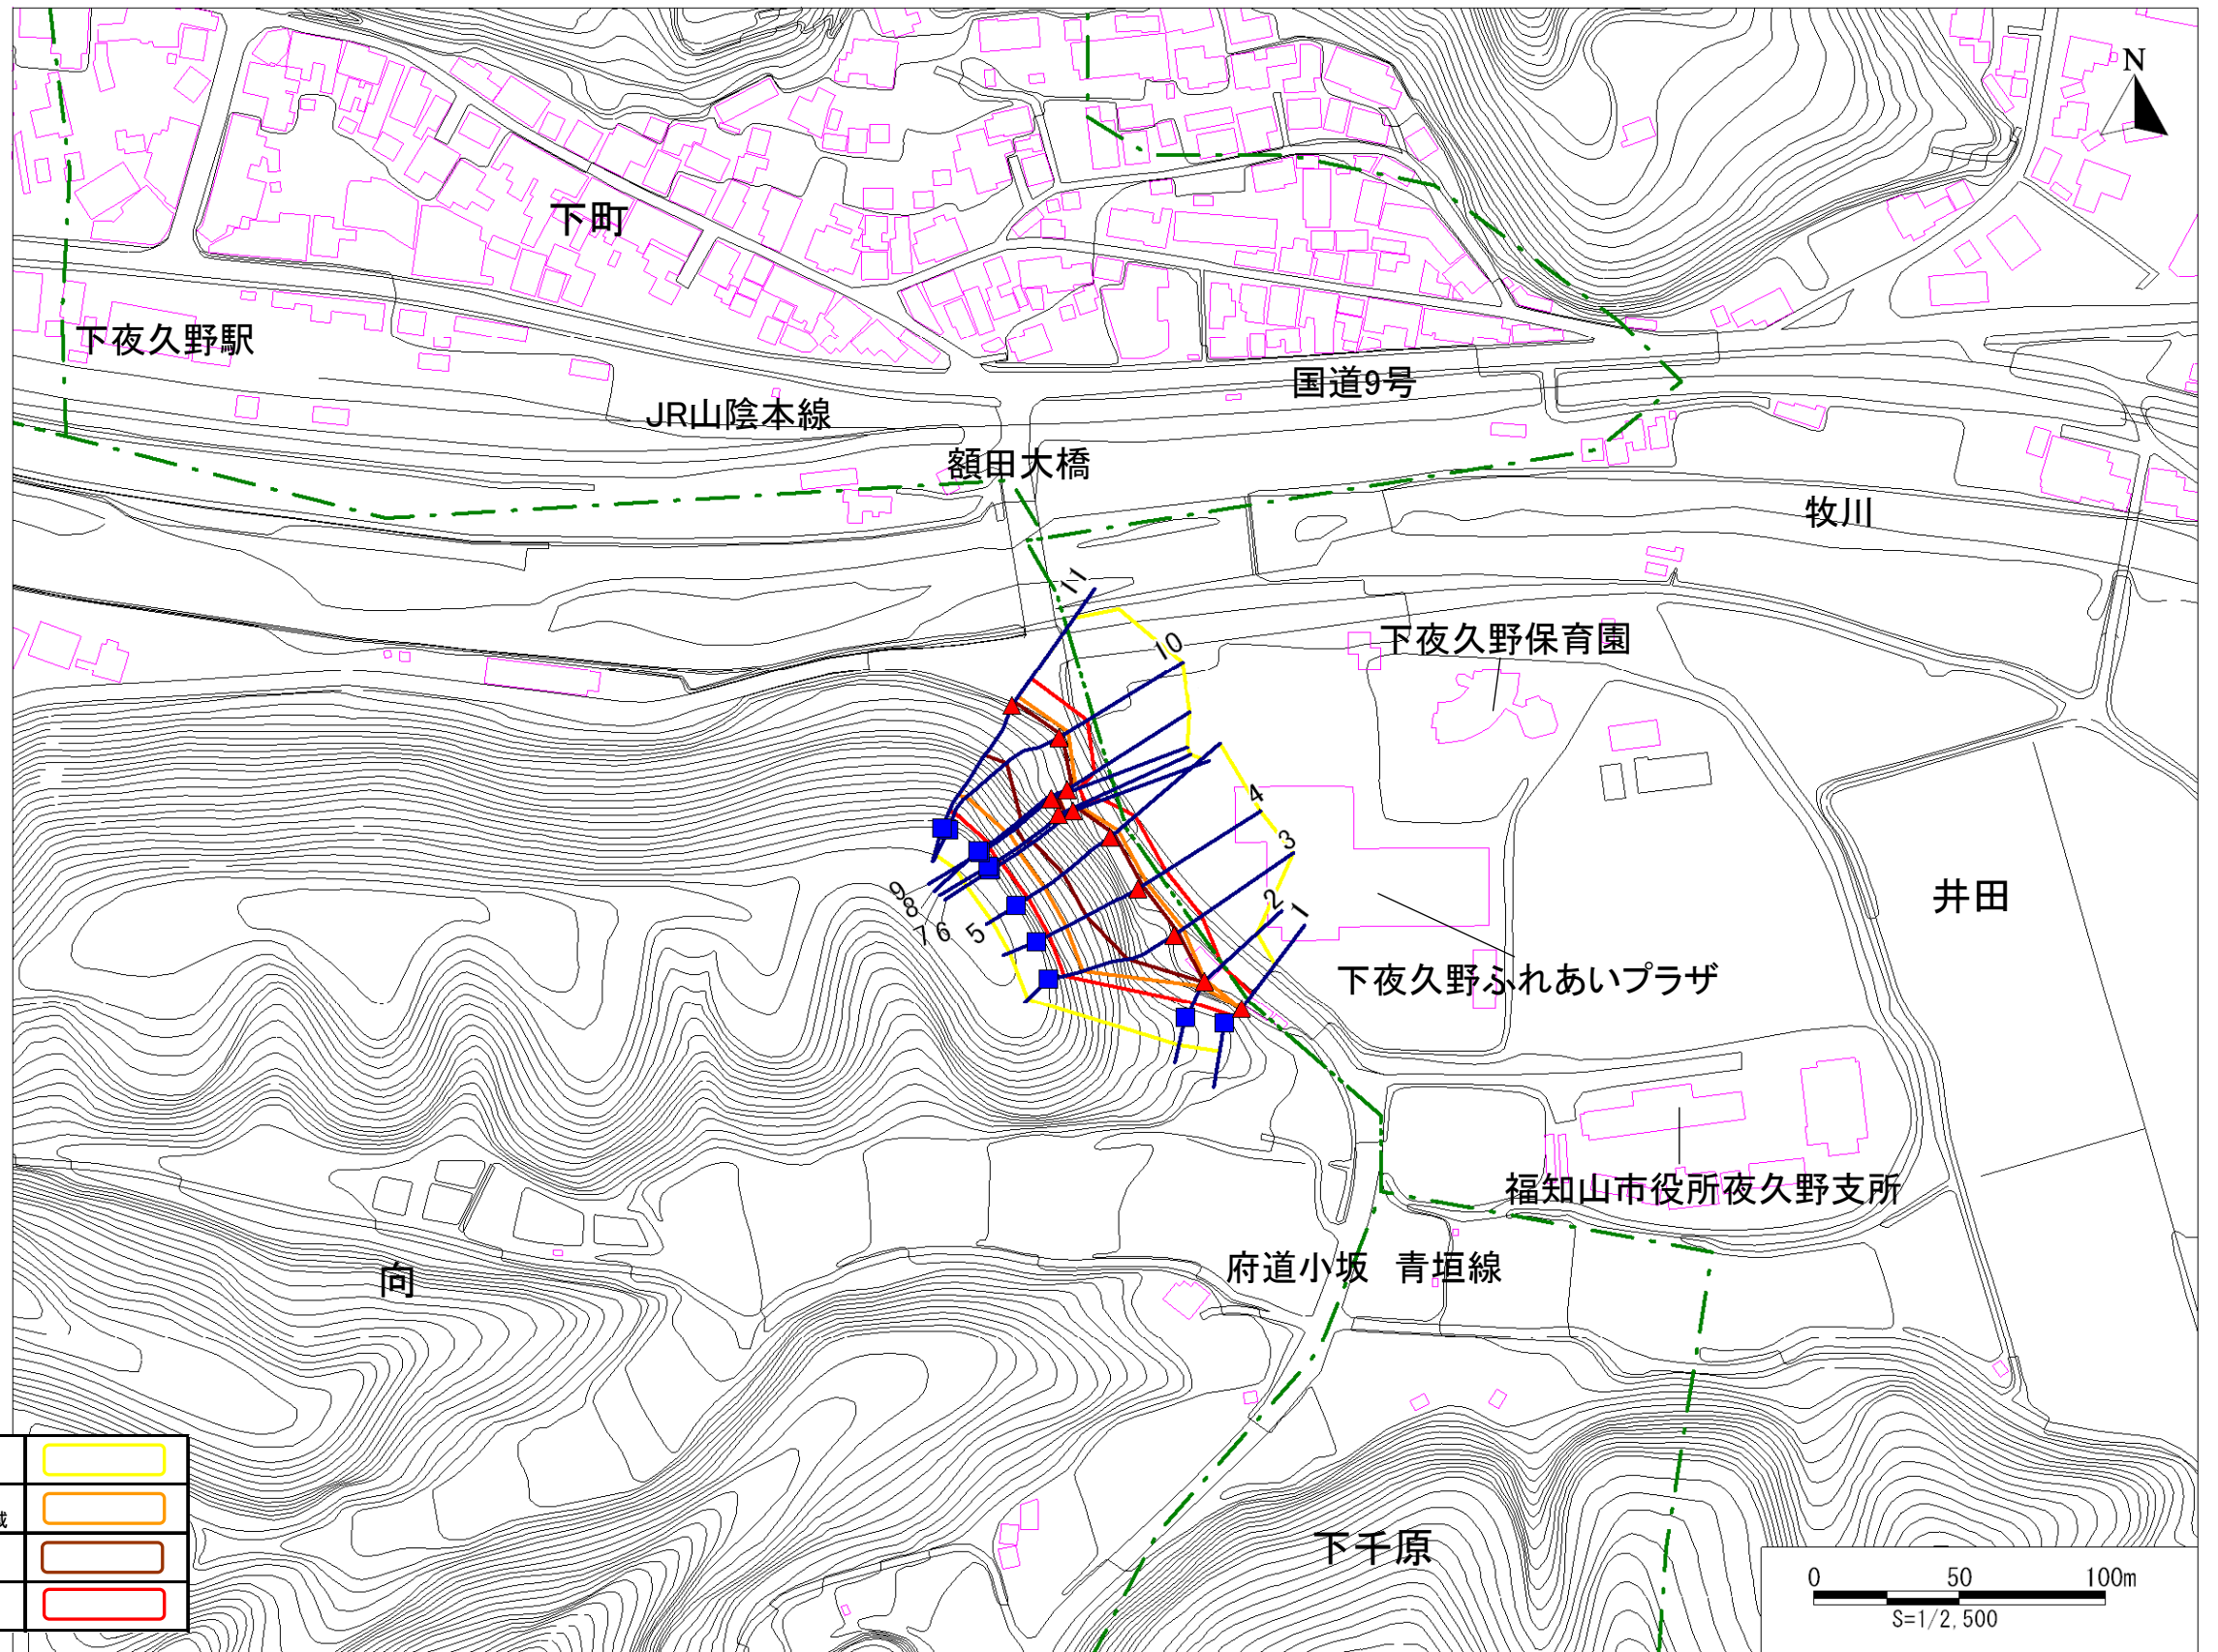 N
下町
下夜久野駅
国道9号
JR山陰本線
額田大橋
牧川
11
10
下夜久野保育園
4
3
9
8
7
6
5
2
1
井田
下夜久野ふれあいプラザ
福知山市役所夜久野支所
府道小坂 青垣線
向
域
下千原
0 50 100m
S=1/2,500